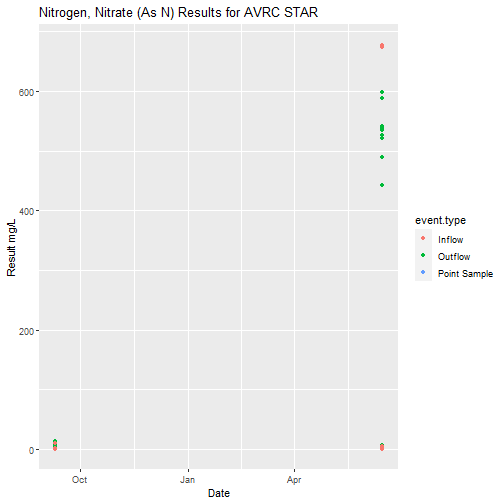 Nitrogen, Nitrate (As N) Results for AVRC STAR
Result mg/L
600
400
200
0
Oct
Jan
Apr
Date
event.type
Inflow
Outflow
Point Sample